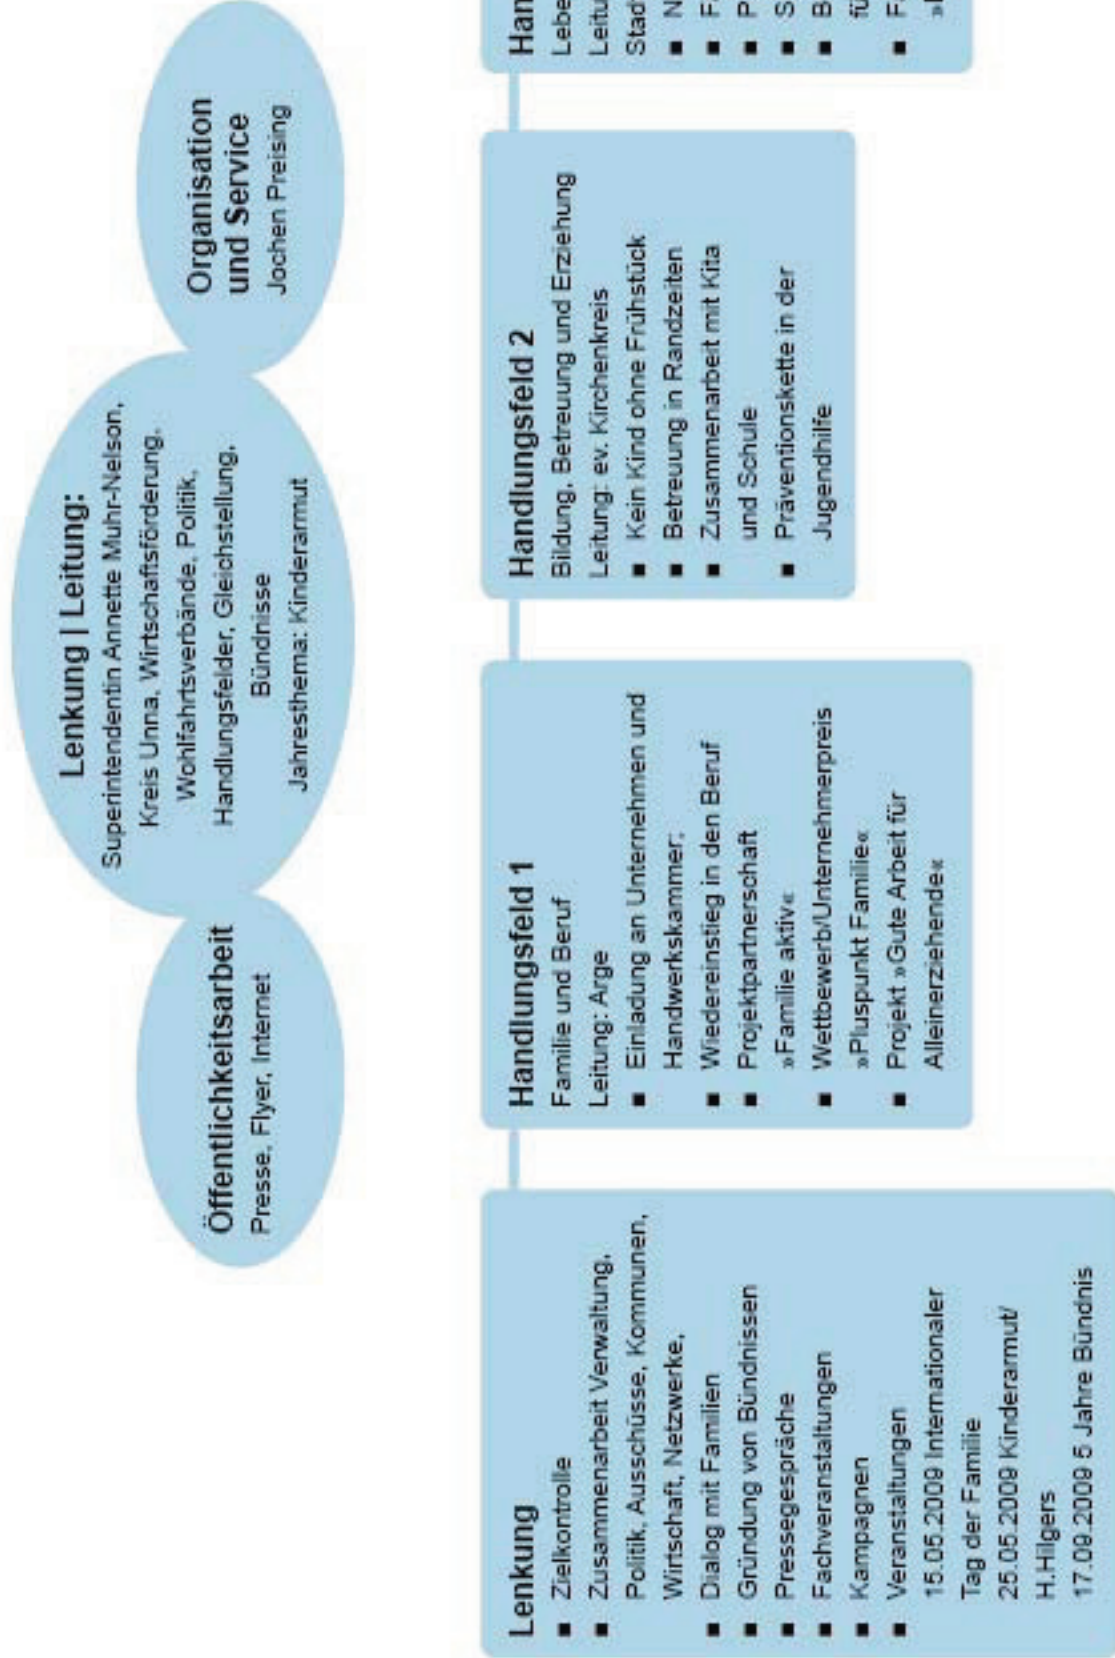 Öffentlichkeitsarbeit
Presse, Flyer, Internet
Lenkung | Leitung:
Superintendentin Annette Muhr-Nelson,
Kreis Unna, Wirtschaftsförderung,
Wohlfahrtsverbände, Politik,
Handlungsfelder, Gleichstellung,
Bündnisse
Jahresthema: Kinderarmut
Organisation
und Service
Jochen Preising
Lenkung
■ Zielkontrolle
■ Zusammenarbeit Verwaltung,
Politik, Ausschüsse, Kommunen,
Wirtschaft, Netzwerke,
■ Dialog mit Familien
■ Gründung von Bündnissen
■ Pressegespräche
■ Fachveranstaltungen
■ Kampagnen
■ Veranstaltungen
15.05.2009 Internationaler
Tag der Familie
25.05.2009 Kinderarmut/
H.Hilgers
17.09.2009 5 Jahre Bündnis
Handlungsfeld 1
Familie und Beruf
Leitung: Arge
■ Einladung an Unternehmen und
Handwerkskammer;
■ Wiedereinstieg in den Beruf
■ Projektpartnerschaft
»Familie aktiv«
■ Wettbewerb/Unternehmerpreis
»Pluspunkt Familie«
■ Projekt »Gute Arbeit für
Alleinerziehende«
Handlungsfeld 2
Bildung, Betreuung und Erziehung
Leitung: ev. Kirchenkreis
■ Kein Kind ohne Frühstück
■ Betreuung in Randzeiten
■ Zusammenarbeit mit Kita
und Schule
■ Präventionskette in der
Jugendhilfe
Han
Lebe
Leitu
Stad
■ N
■ F
■ P
■ S
■ B
fü
■ F